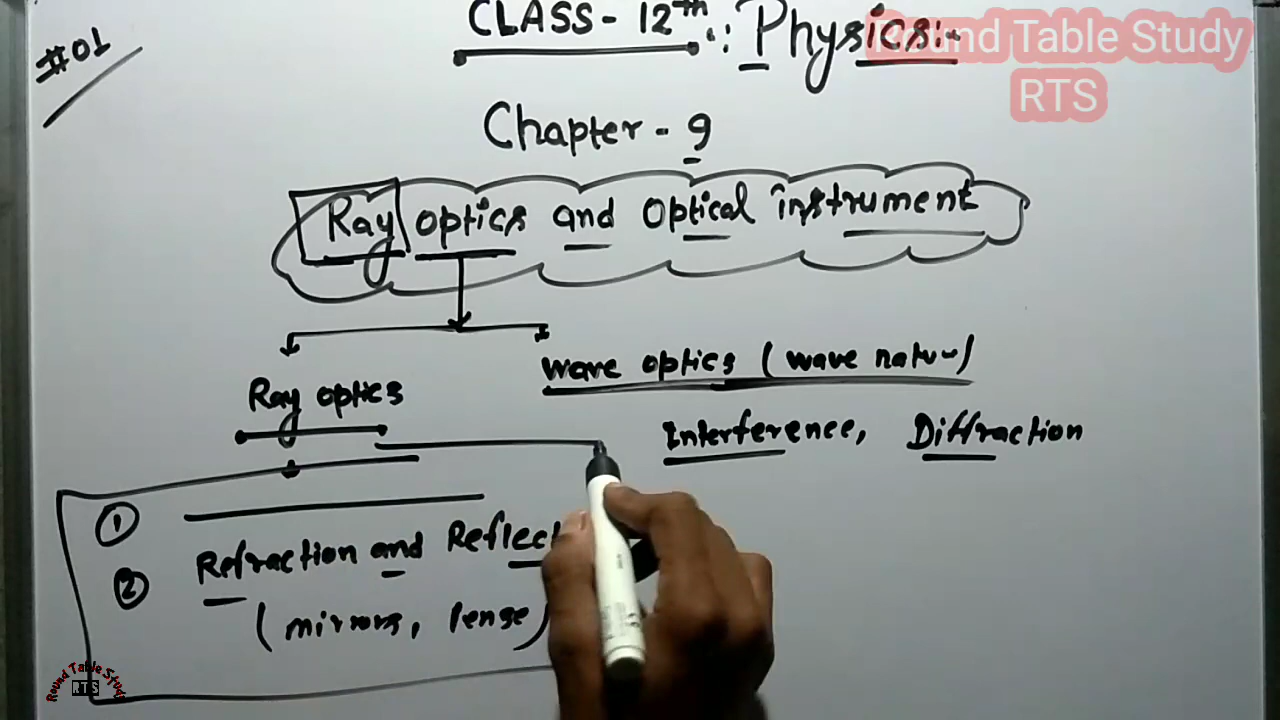 #01
CLASS - 12th :: Physics :-
Round Table Study
RTS
Chapter - 9
Ray optics and Optical instrument
Ray optics
wave optics (wave natu-)
Interference, Diffraction
①
② Refraction and Reflect
(mirrors, lense)
Round Table Study
RTS